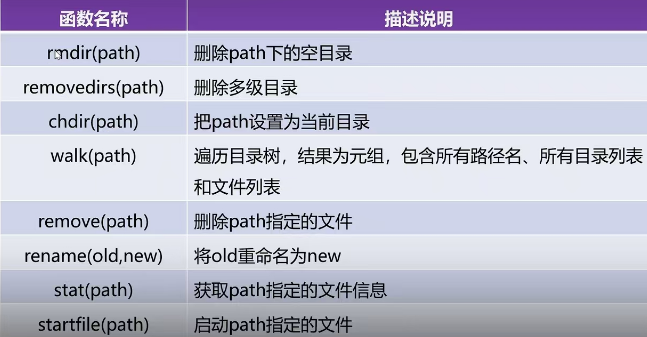 函数名称 描述说明
rmdir(path) 删除path下的空目录
removedirs(path) 删除多级目录
chdir(path) 把path设置为当前目录
walk(path) 遍历目录树，结果为元组，包含所有路径名、所有目录列表
和文件列表
remove(path) 删除path指定的文件
rename(old,new) 将old重命名为new
stat(path) 获取path指定的文件信息
startfile(path) 启动path指定的文件